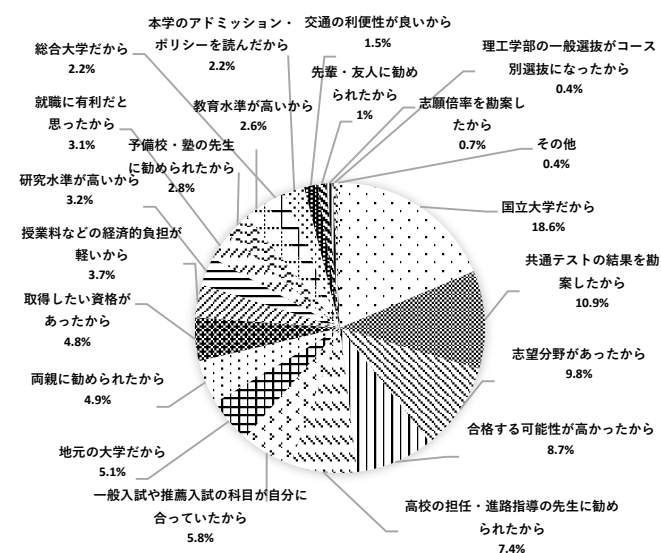 国立大学だから
18.6%
共通テストの結果を勘
案したから
10.9%
志望分野があったから
9.8%
合格する可能性が高かったから
8.7%
高校の担任・進路指導の先生に勧め
られたから
7.4%
一般入試や推薦入試の科目が自分に
合っていたから
5.8%
地元の大学だから
5.1%
両親に勧められたから
4.9%
取得したい資格が
あったから
4.8%
授業料などの経済的負担が
軽いから
3.7%
研究水準が高いから
3.2%
就職に有利だと
思ったから
3.1%
予備校・塾の先生
に勧められたから
2.8%
教育水準が高いから
2.6%
総合大学だから
2.2%
本学のアドミッション・
ポリシーを読んだから
2.2%
交通の利便性が良いから
1.5%
先輩・友人に勧め
られたから
1%
志願倍率を勘案し
たから
0.7%
理工学部の一般選抜がコース
別選抜になったから
0.4%
その他
0.4%